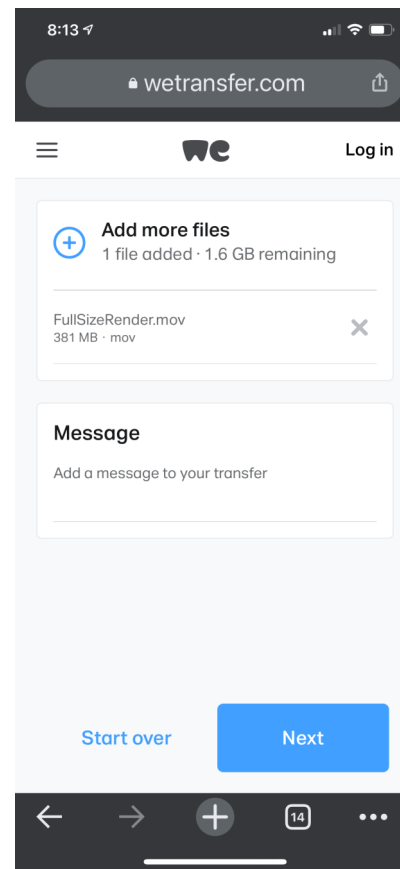 8:13
wetransfer.com
we
Log in
Add more files
1 file added · 1.6 GB remaining
FullSizeRender.mov
381 MB · mov
Message
Add a message to your transfer
Start over
Next
14